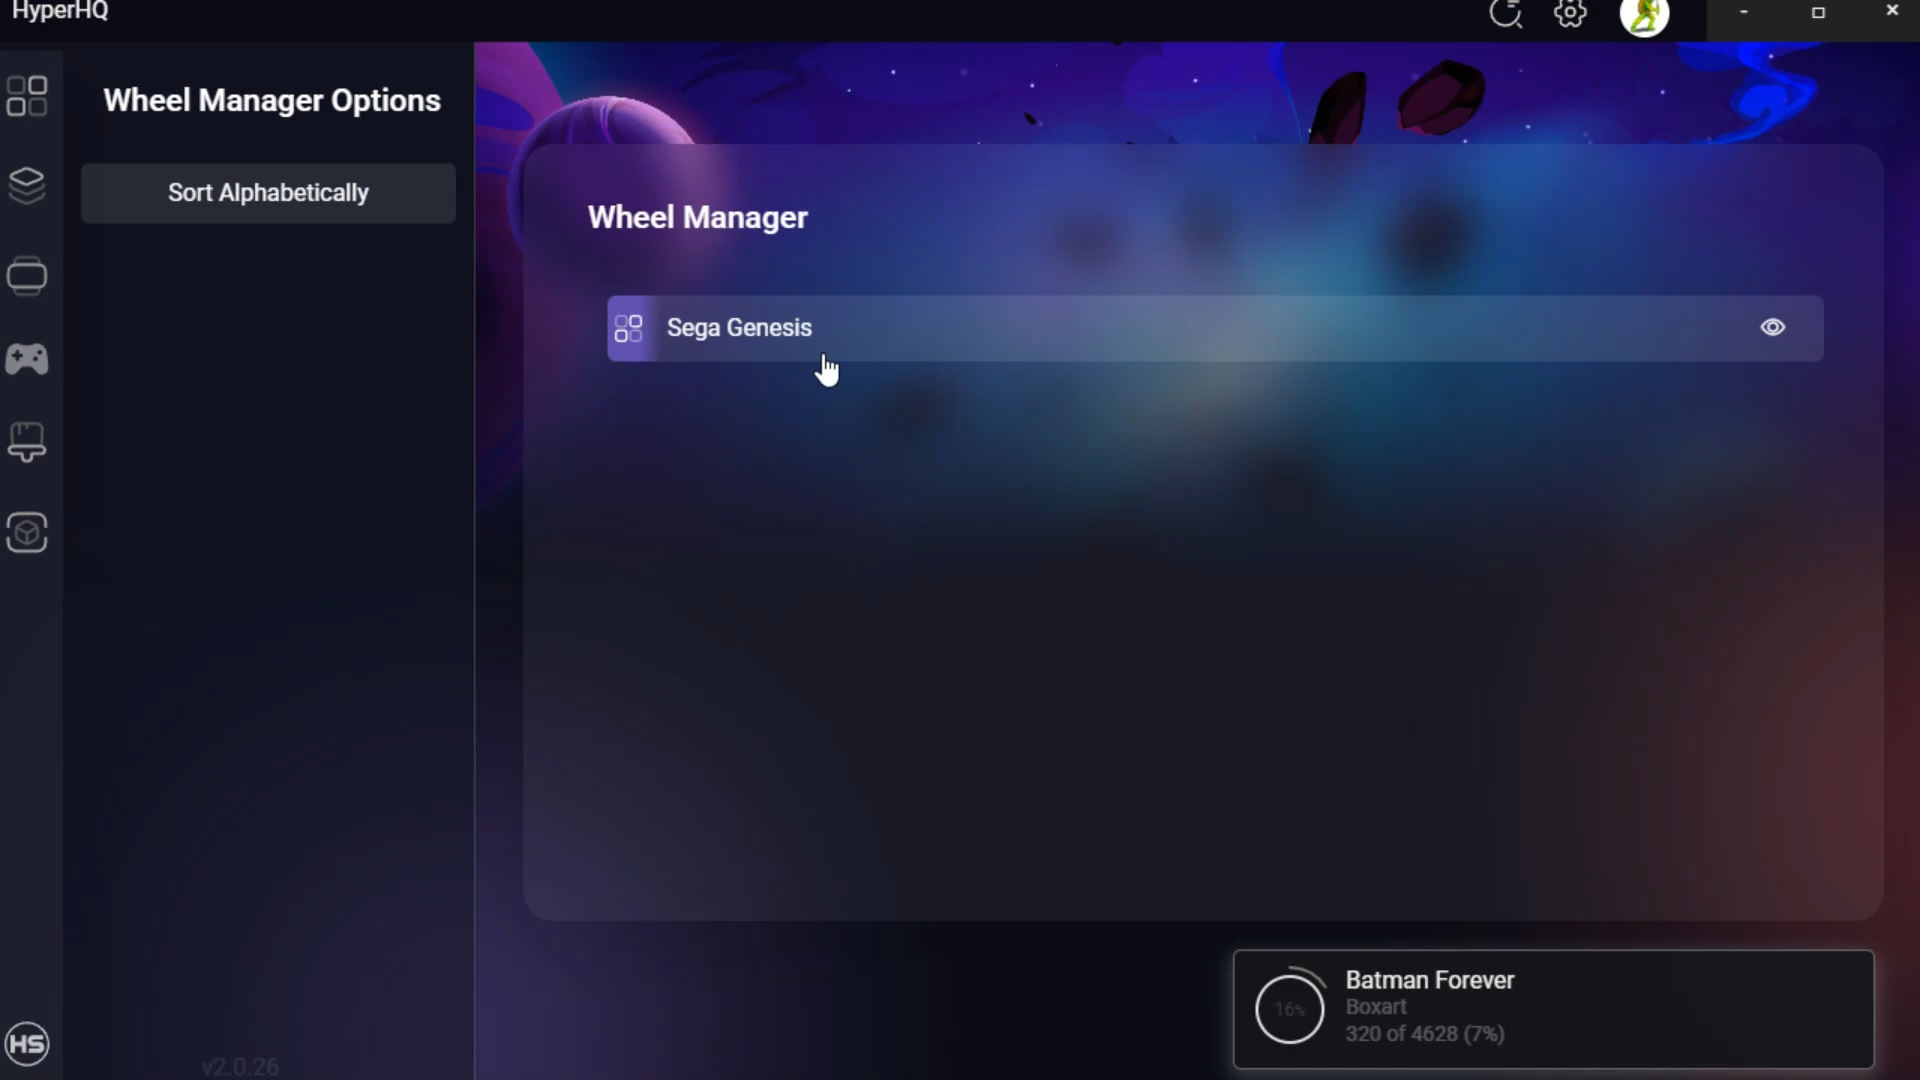 HyperHQ
Wheel Manager Options
Sort Alphabetically
Wheel Manager
Sega Genesis
Batman Forever
Boxart
16%
320 of 4628 (7%)
HS
v2.0.26